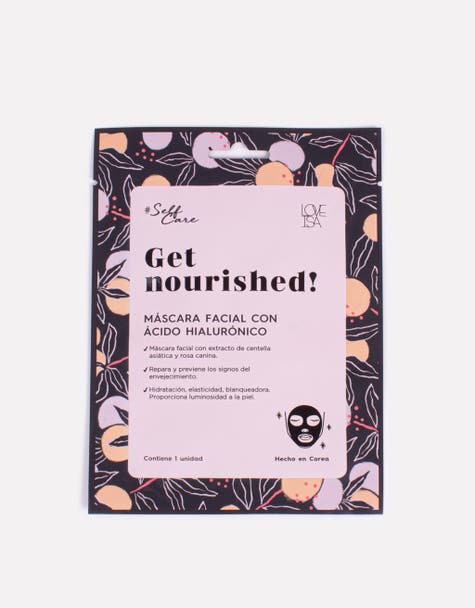 #Self Care
LOVE ISA
Get
nourished!
MÁSCARA FACIAL CON
ÁCIDO HIALURÓNICO
✓ Máscara facial con extracto de centella
asiática y rosa canina.
✓ Repara y previene los signos del
envejecimiento.
✓ Hidratación, elasticidad, blanqueadora.
Proporciona luminosidad a la piel.
Contiene 1 unidad
Hecho en Corea